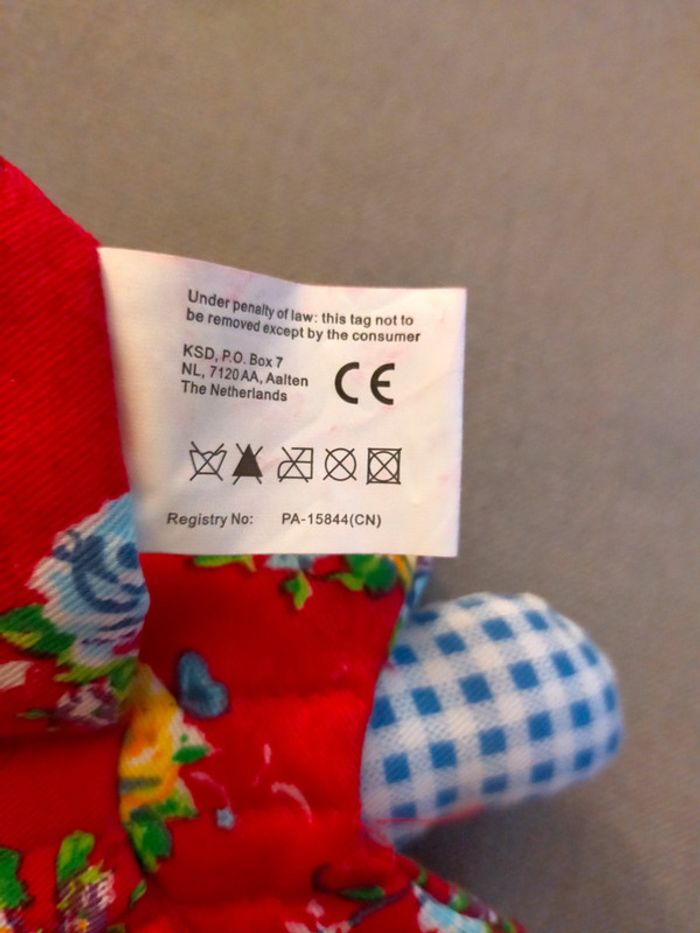 Under penalty of law: this tag not to
be removed except by the consumer
KSD, P.O. Box 7
NL, 7120 AA, Aalten
The Netherlands
CE
Registry No: PA-15844(CN)